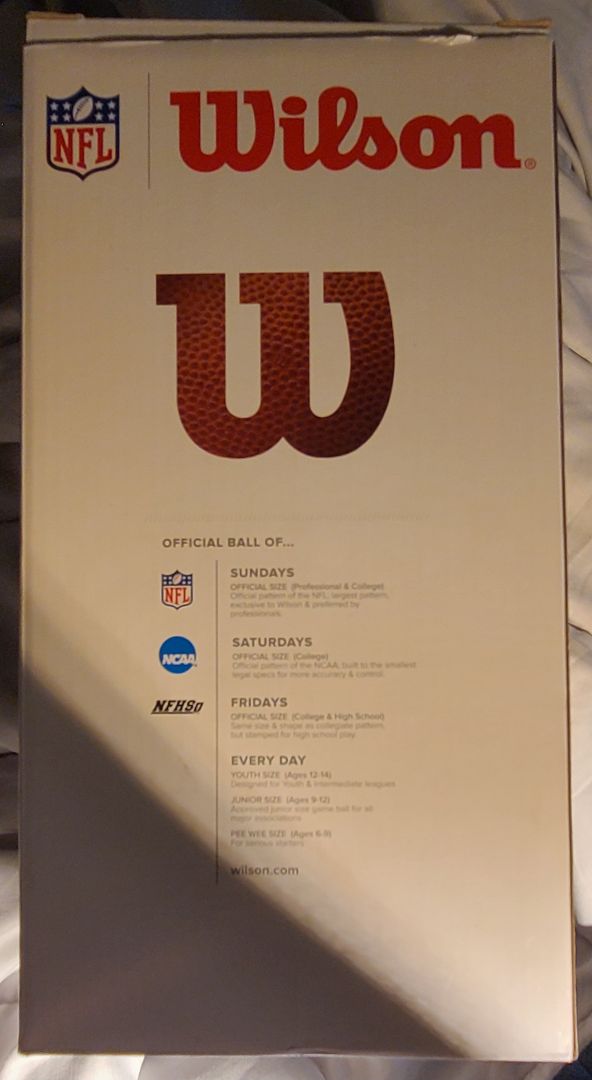 NFL
Wilson®
W
OFFICIAL BALL OF...
NFL
SUNDAYS
OFFICIAL SIZE (Professional & College)
Official pattern of the NFL, largest pattern,
exclusive to Wilson & preferred by
professionals.
NCAA
SATURDAYS
OFFICIAL SIZE (College)
Official pattern of the NCAA, built to the smallest
legal specs for more accuracy & control.
NFHS
FRIDAYS
OFFICIAL SIZE (College & High School)
Same size & shape as collegiate pattern,
but stamped for high school play.
EVERY DAY
YOUTH SIZE (Ages 12-14)
Designed for Youth & Intermediate leagues
JUNIOR SIZE (Ages 9-12)
Approved junior size game ball for all
major associations
PEE WEE SIZE (Ages 6-9)
For serious starters
wilson.com